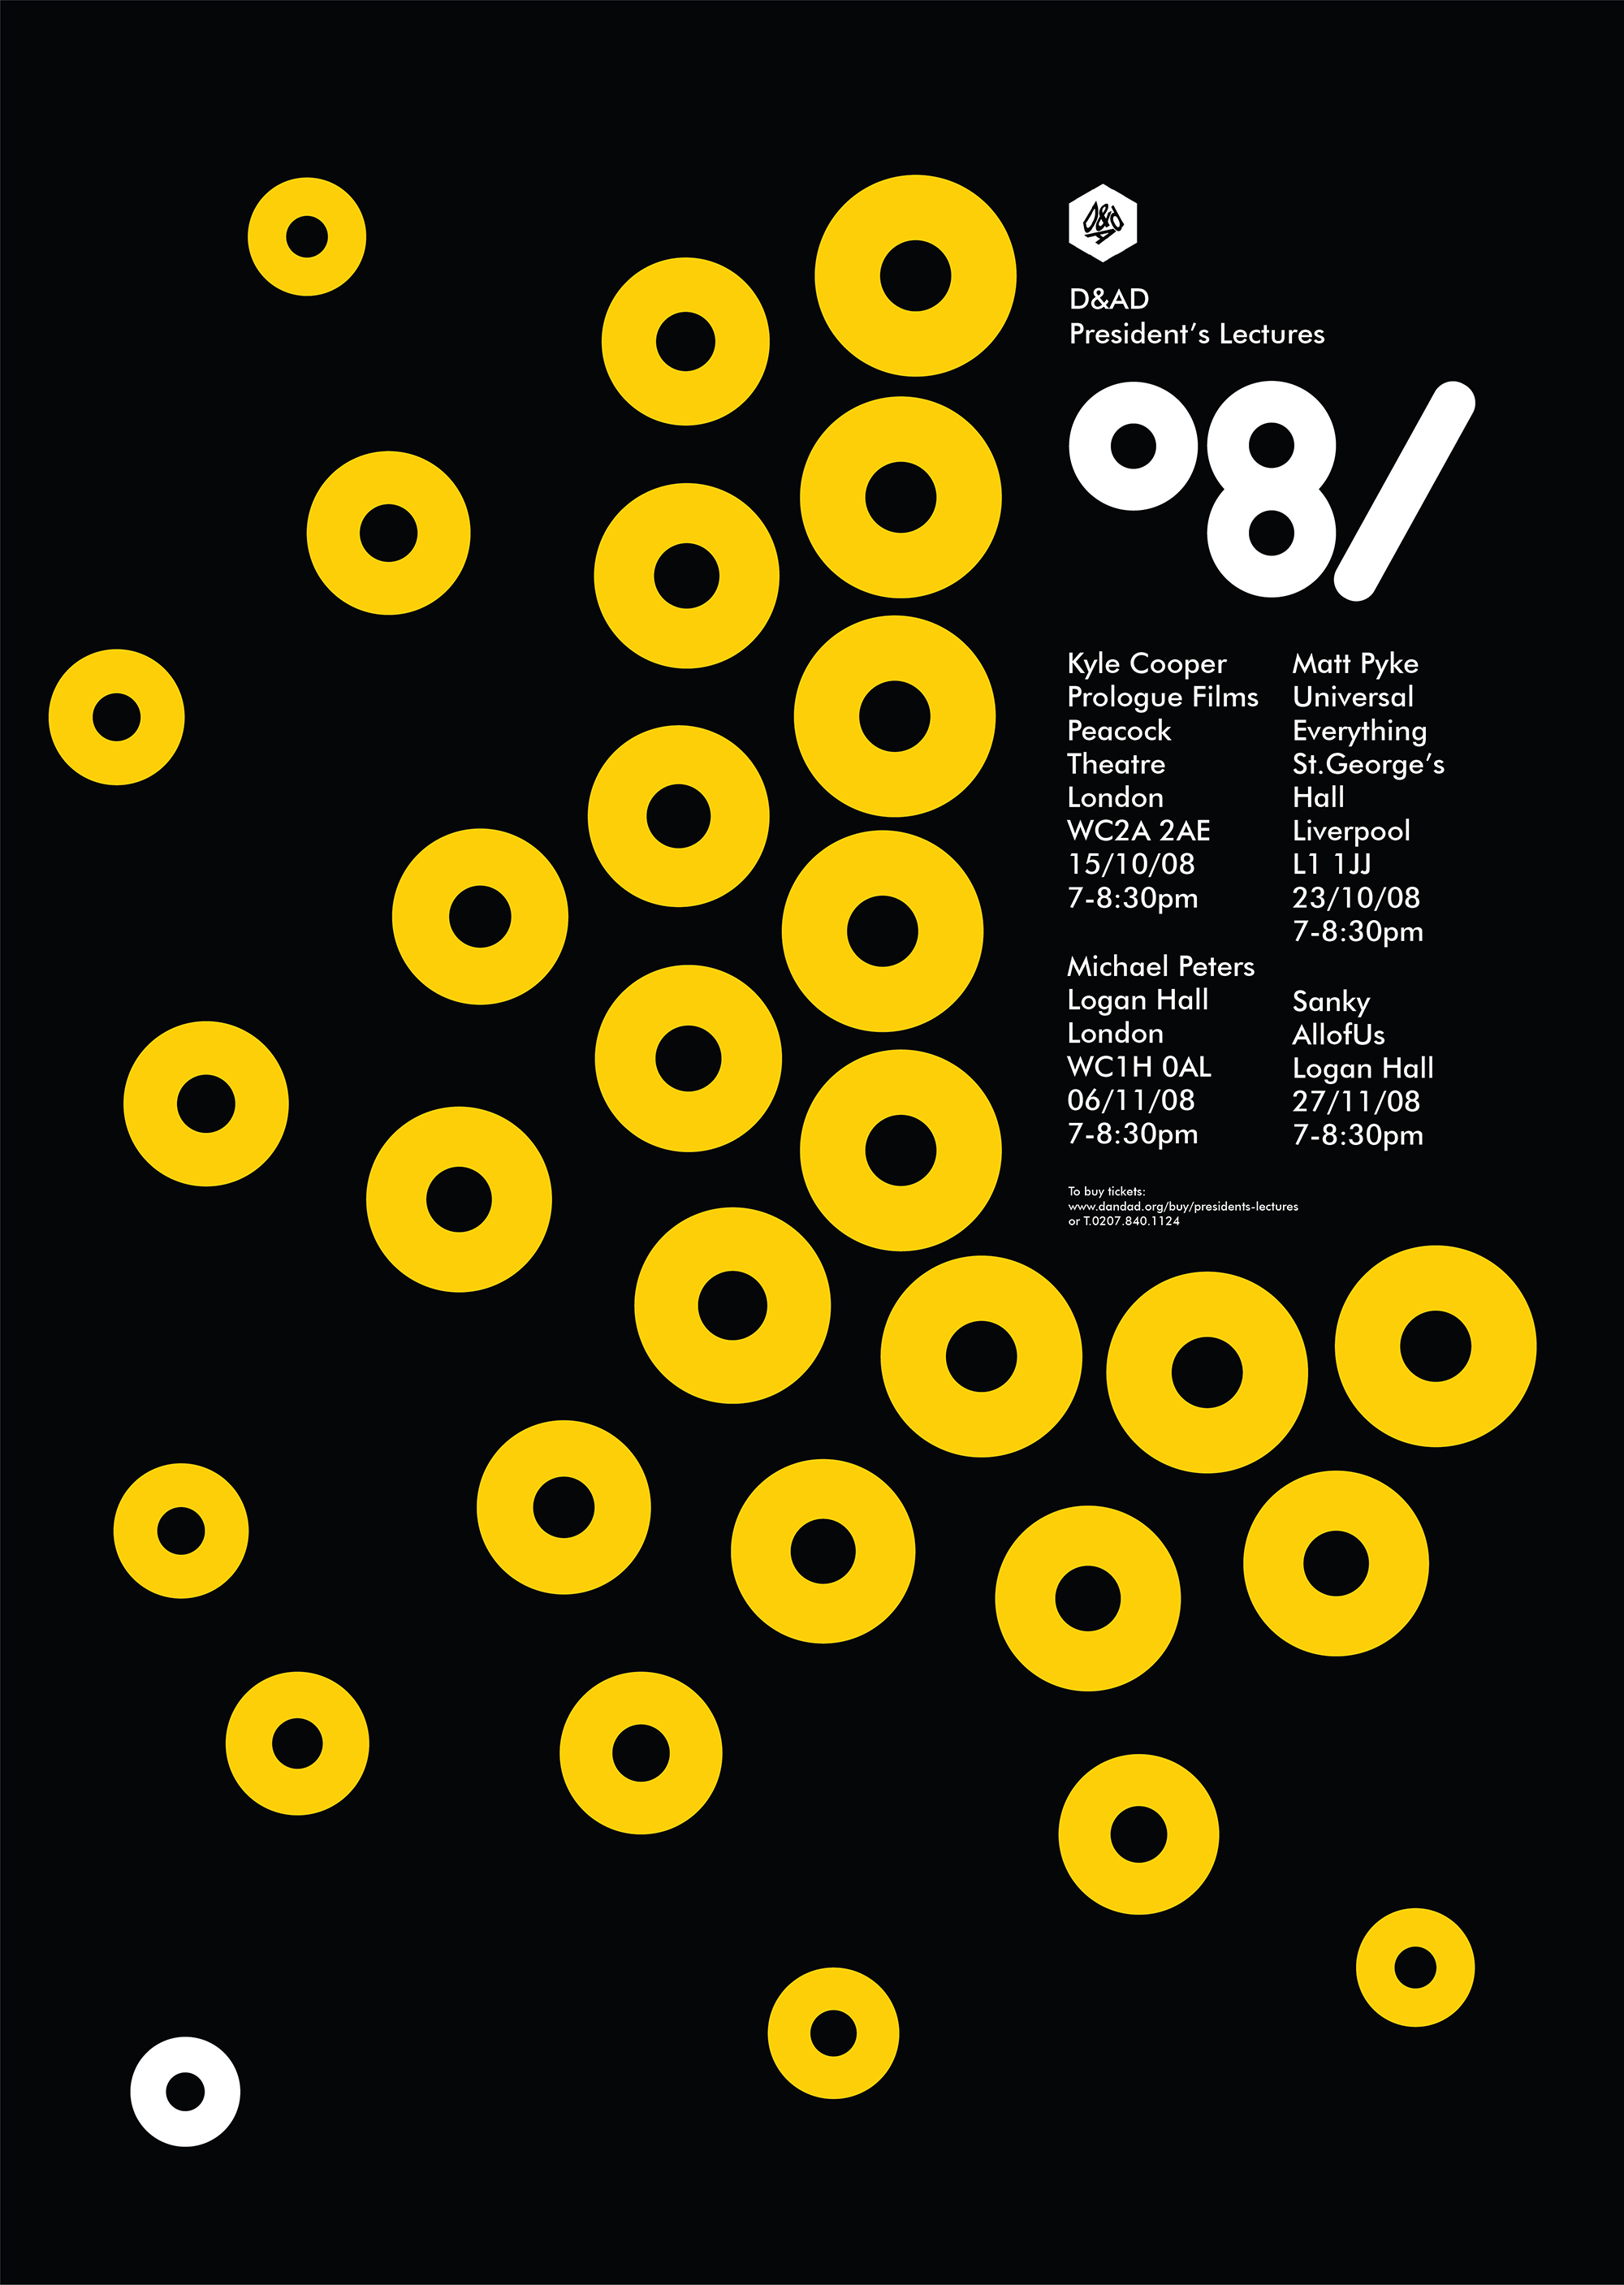 D&AD
D&AD
President's Lectures
08/
Kyle Cooper
Prologue Films
Peacock
Theatre
London
WC2A 2AE
15/10/08
7-8:30pm
Matt Pyke
Universal
Everything
St.George's
Hall
Liverpool
L1 1JJ
23/10/08
7-8:30pm
Michael Peters
Logan Hall
London
WC1H 0AL
06/11/08
7-8:30pm
Sanky
AllofUs
Logan Hall
27/11/08
7-8:30pm
To buy tickets:
www.dandad.org/buy/presidents-lectures
or T.0207.840.1124